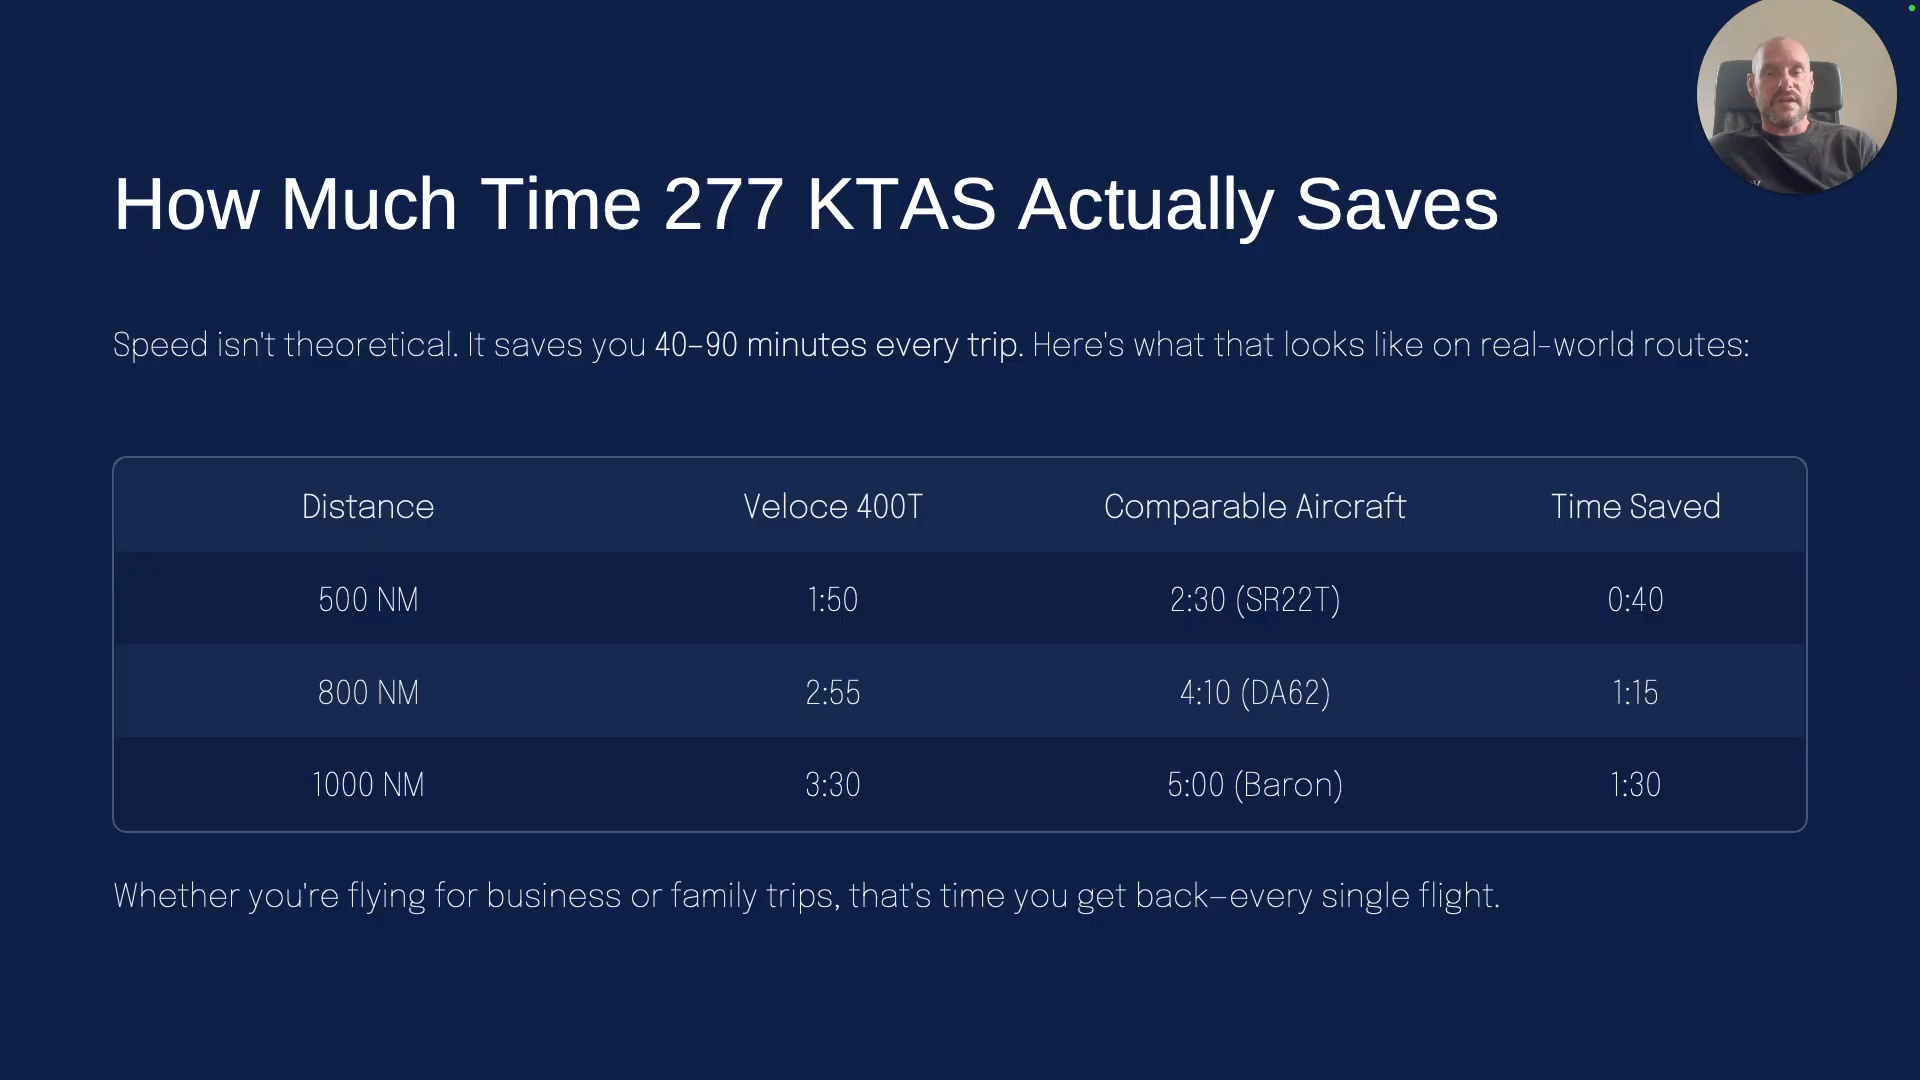 How Much Time 277 KTAS Actually Saves
Speed isn't theoretical. It saves you 40–90 minutes every trip. Here's what that looks like on real-world routes:
Distance Veloce 400T Comparable Aircraft Time Saved
500 NM 1:50 2:30 (SR22T) 0:40
800 NM 2:55 4:10 (DA62) 1:15
1000 NM 3:30 5:00 (Baron) 1:30
Whether you're flying for business or family trips, that's time you get back—every single flight.